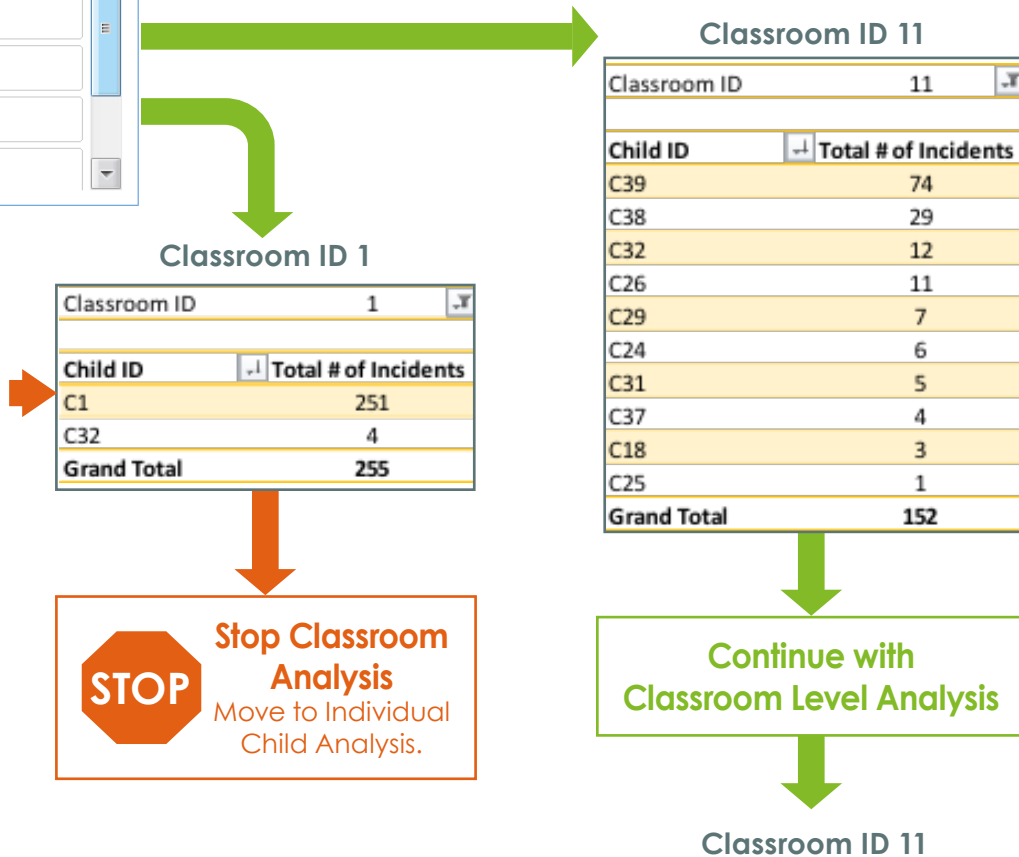 Classroom ID 11
Classroom ID 11
Child ID Total # of Incidents
C39 74
C38 29
C32 12
C26 11
C29 7
C24 6
C31 5
C37 4
C18 3
C25 1
Grand Total 152
Classroom ID 1
Classroom ID 1
Child ID Total # of Incidents
C1 251
C32 4
Grand Total 255
STOP
Stop Classroom
Analysis
Move to Individual
Child Analysis.
Continue with
Classroom Level Analysis
Classroom ID 11